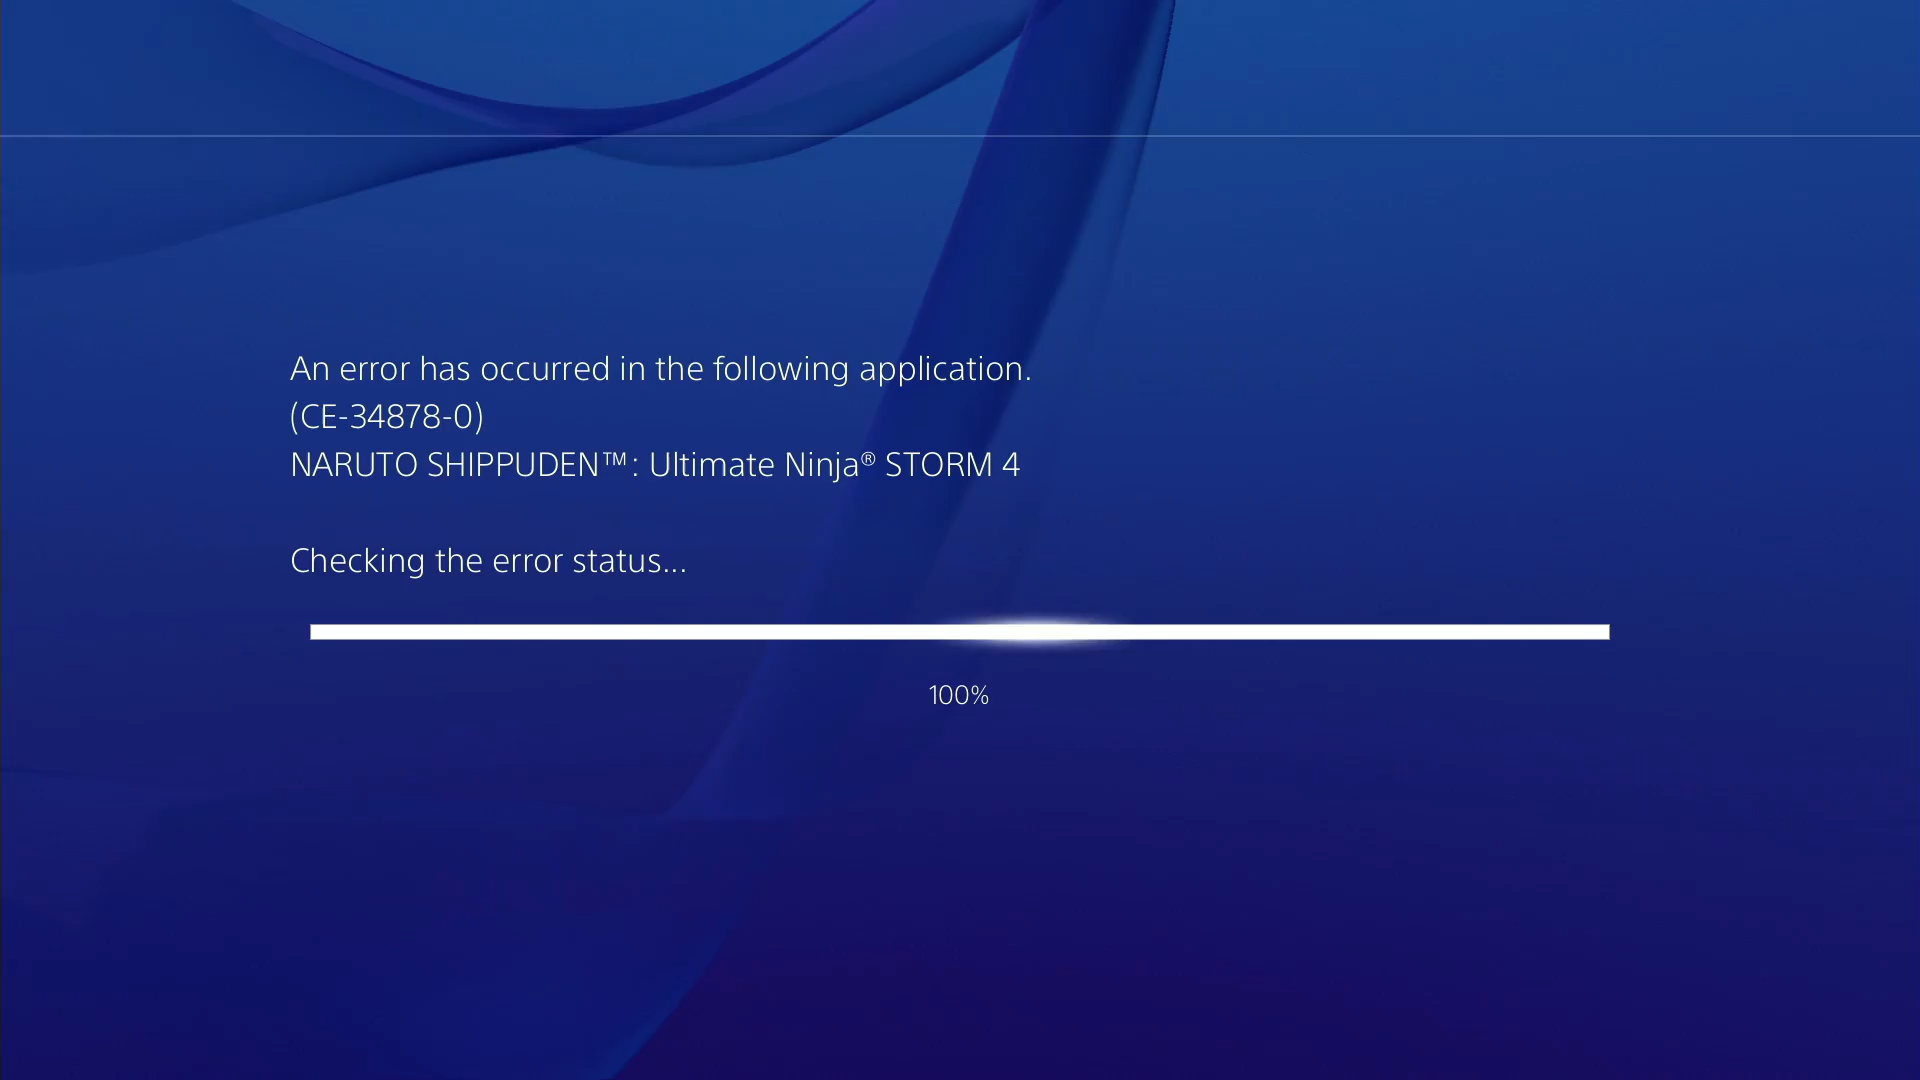 An error has occurred in the following application.
(CE-34878-0)
NARUTO SHIPPUDEN™: Ultimate Ninja® STORM 4
Checking the error status...
100%